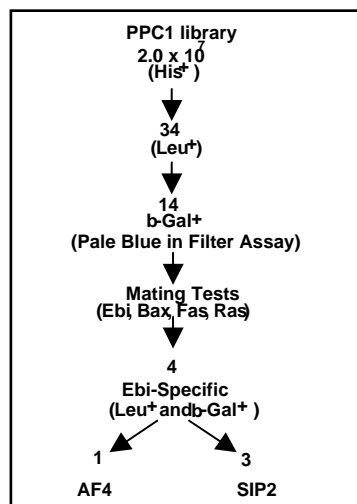 PPC1 library
2.0 x 10^7
(His+)
34
(Leu+)
14
b-Gal+
(Pale Blue in Filter Assay)
Mating Tests
(Ebi, Bax, Fas, Ras)
4
Ebi-Specific
(Leu+ and b-Gal+ )
1 3
AF4 SIP2